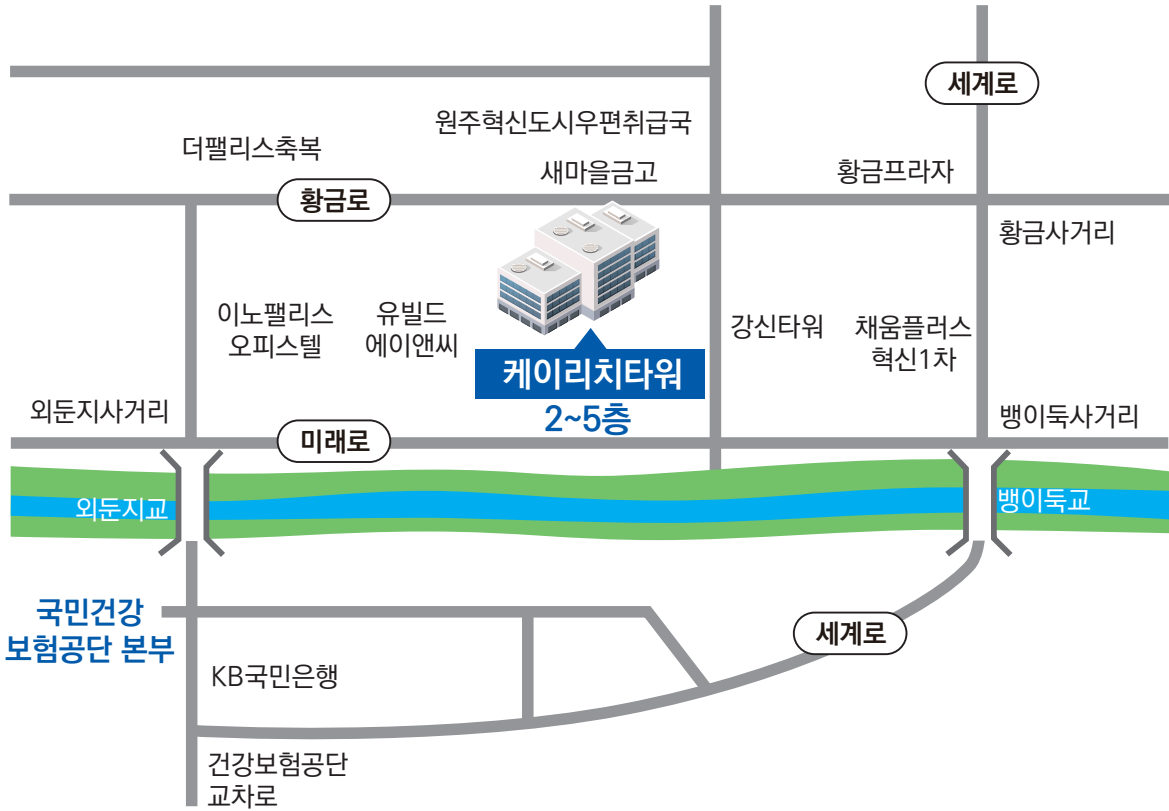 세계로
원주혁신도시우편취급국
더팰리스축복
새마을금고
황금프라자
황금로
황금사거리
이노팰리스
오피스텔
유빌드
에이앤씨
강신타워
채움플러스
혁신1차
케이리치타워
2~5층
외둔지사거리
미래로
뱅이둑사거리
외둔지교
뱅이둑교
국민건강
보험공단 본부
세계로
KB국민은행
건강보험공단
교차로